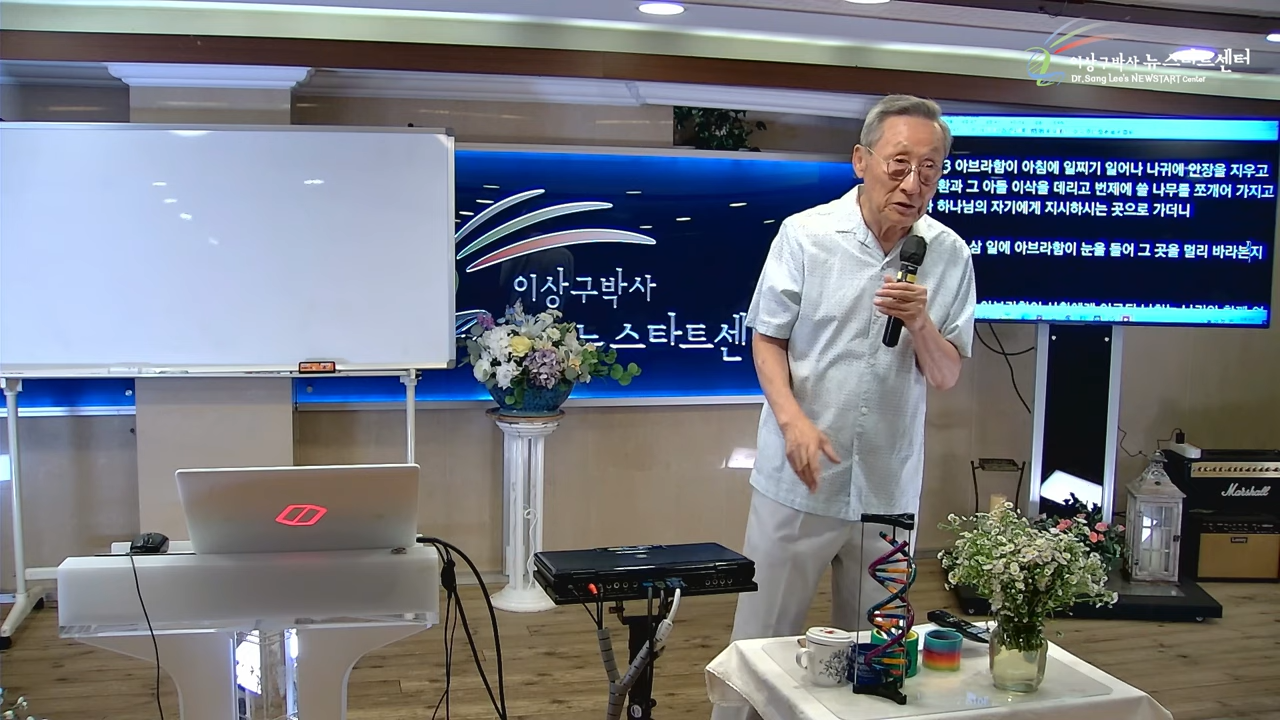 이상구박사 뉴스타트센터
Dr. Sang Lee's NEWSTART Center
3 아브라함이 아침에 일찌기 일어나 나귀에 안장을 지우고
환과 그 아들 이삭을 데리고 번제에 쓸 나무를 쪼개어 가지고
하나님의 자기에게 지시하시는 곳으로 가더니
삼 일에 아브라함이 눈을 들어 그 곳을 멀리 바라본지
이상구박사
뉴스타트센
Marshall